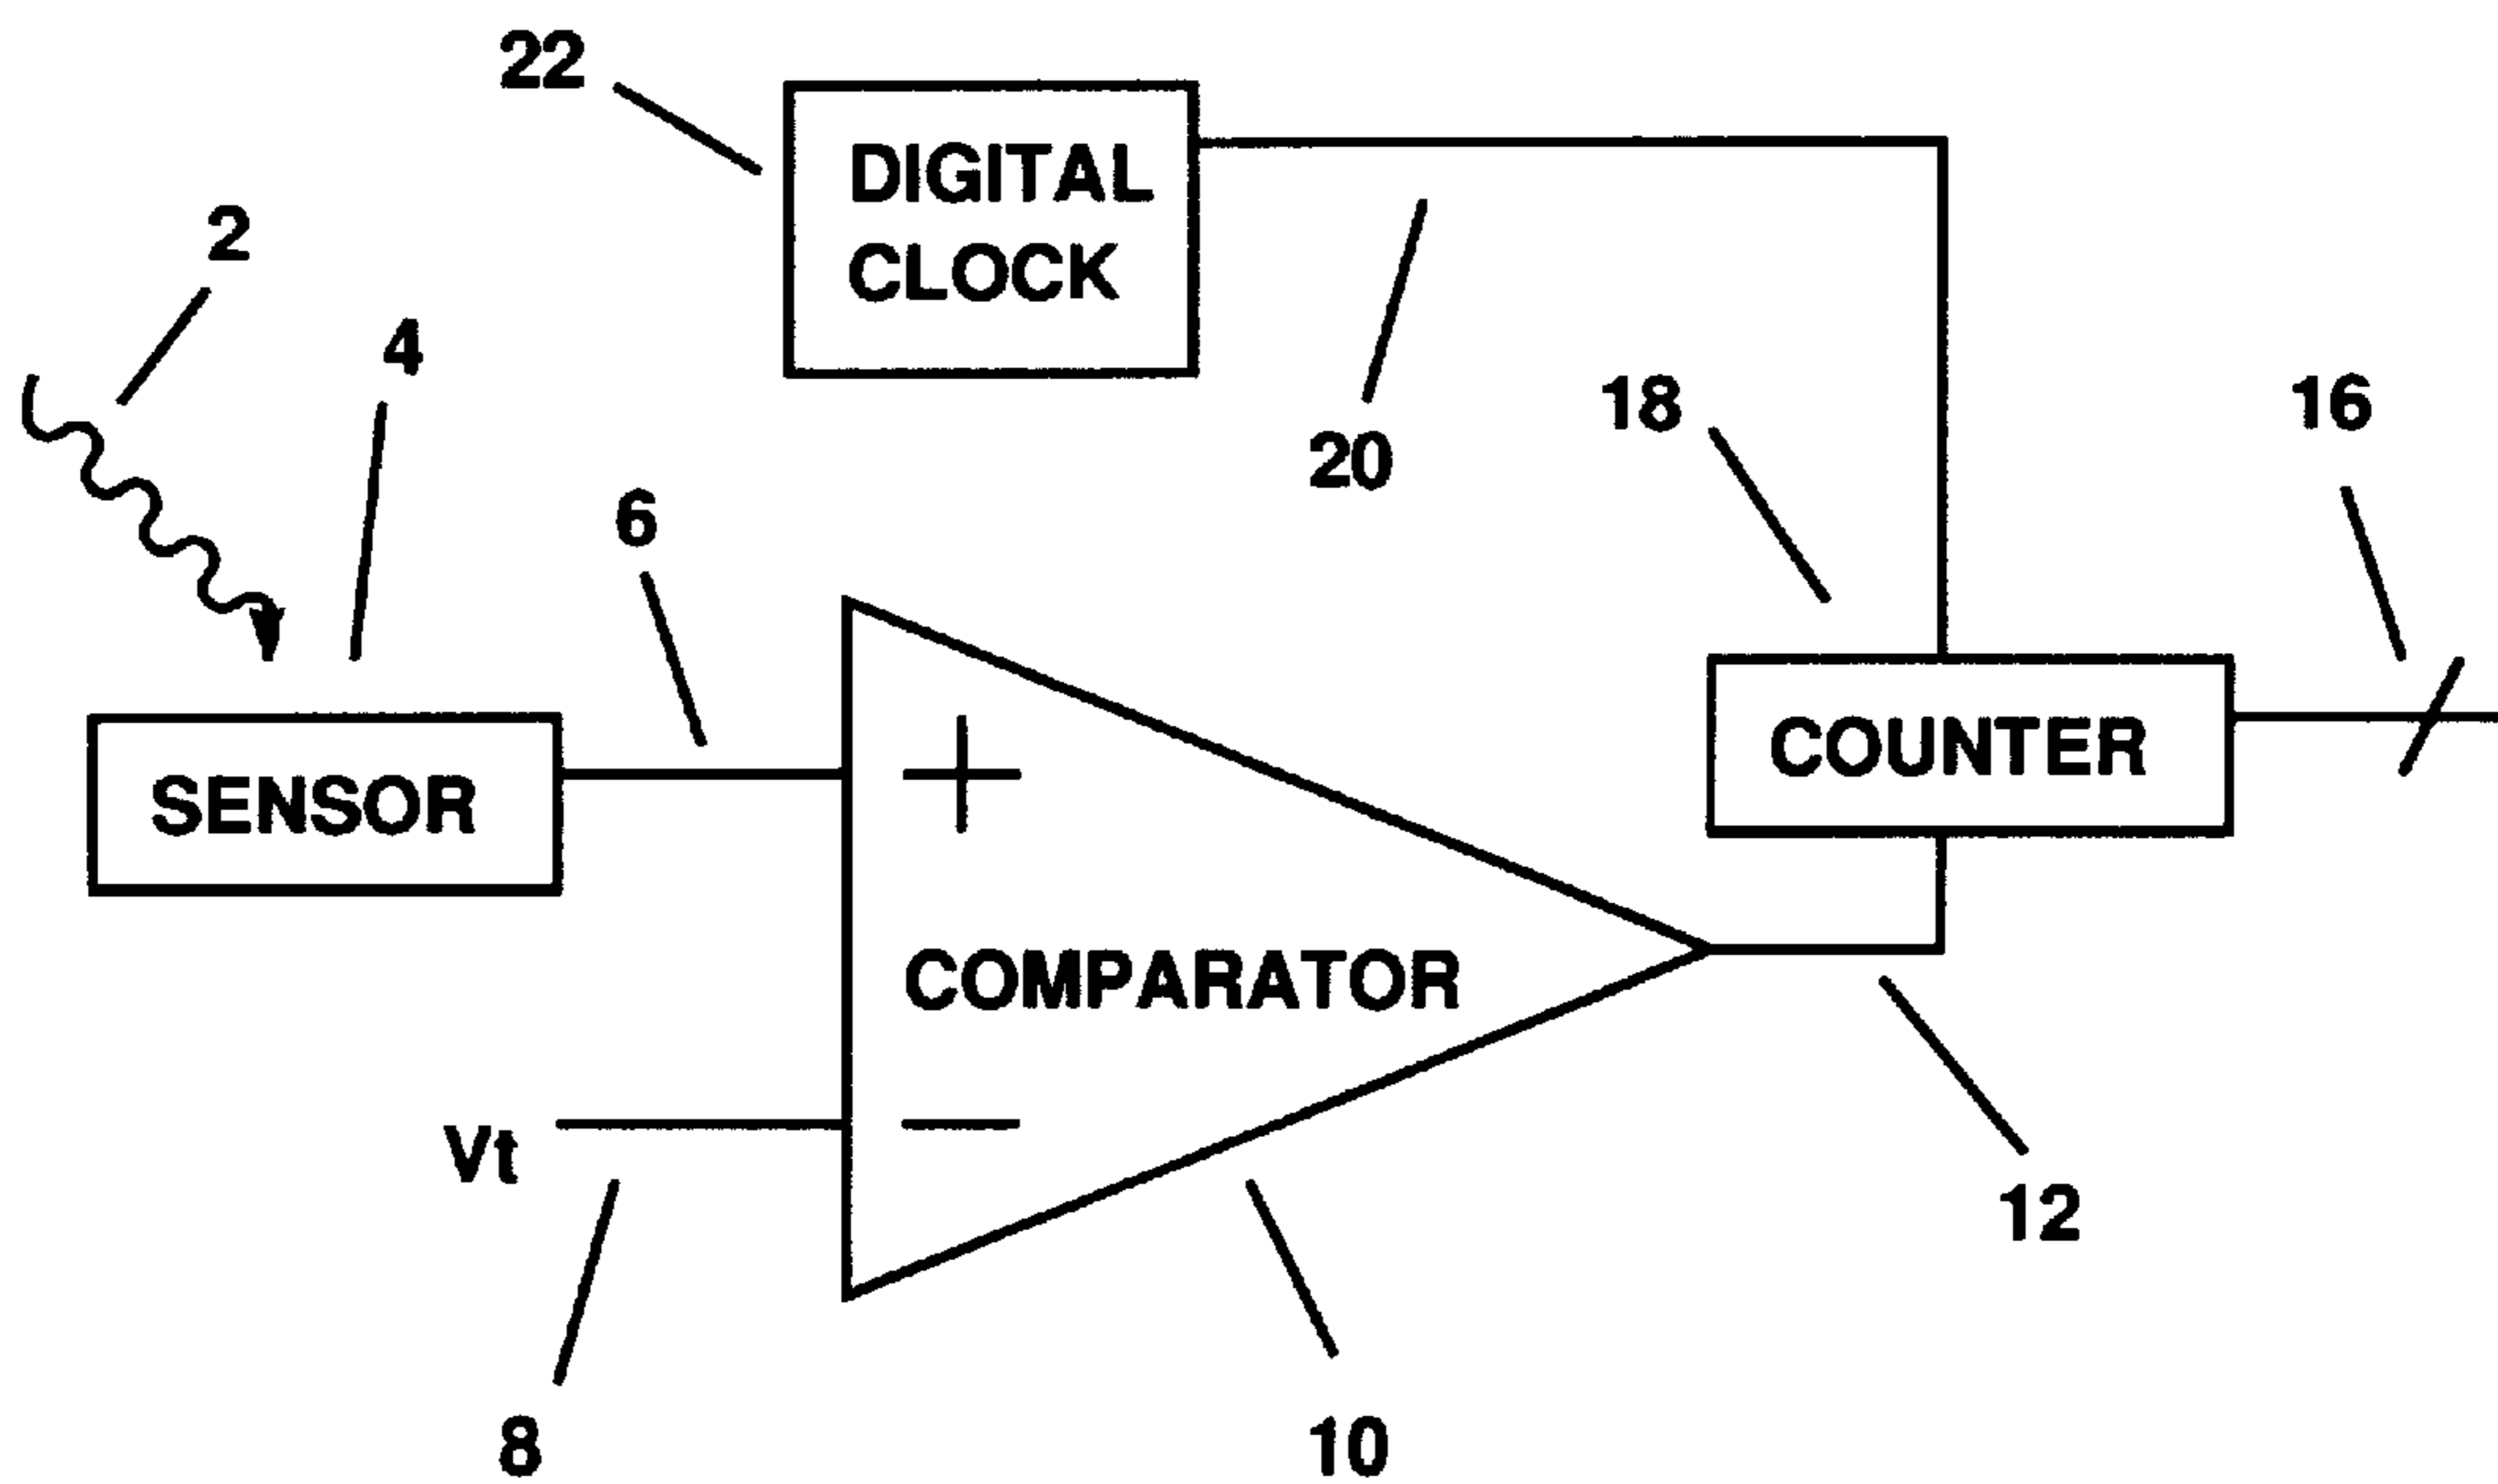 22
DIGITAL
CLOCK
2
4
20
18
16
6
COUNTER
SENSOR
+
COMPARATOR
Vt
−
12
8
10